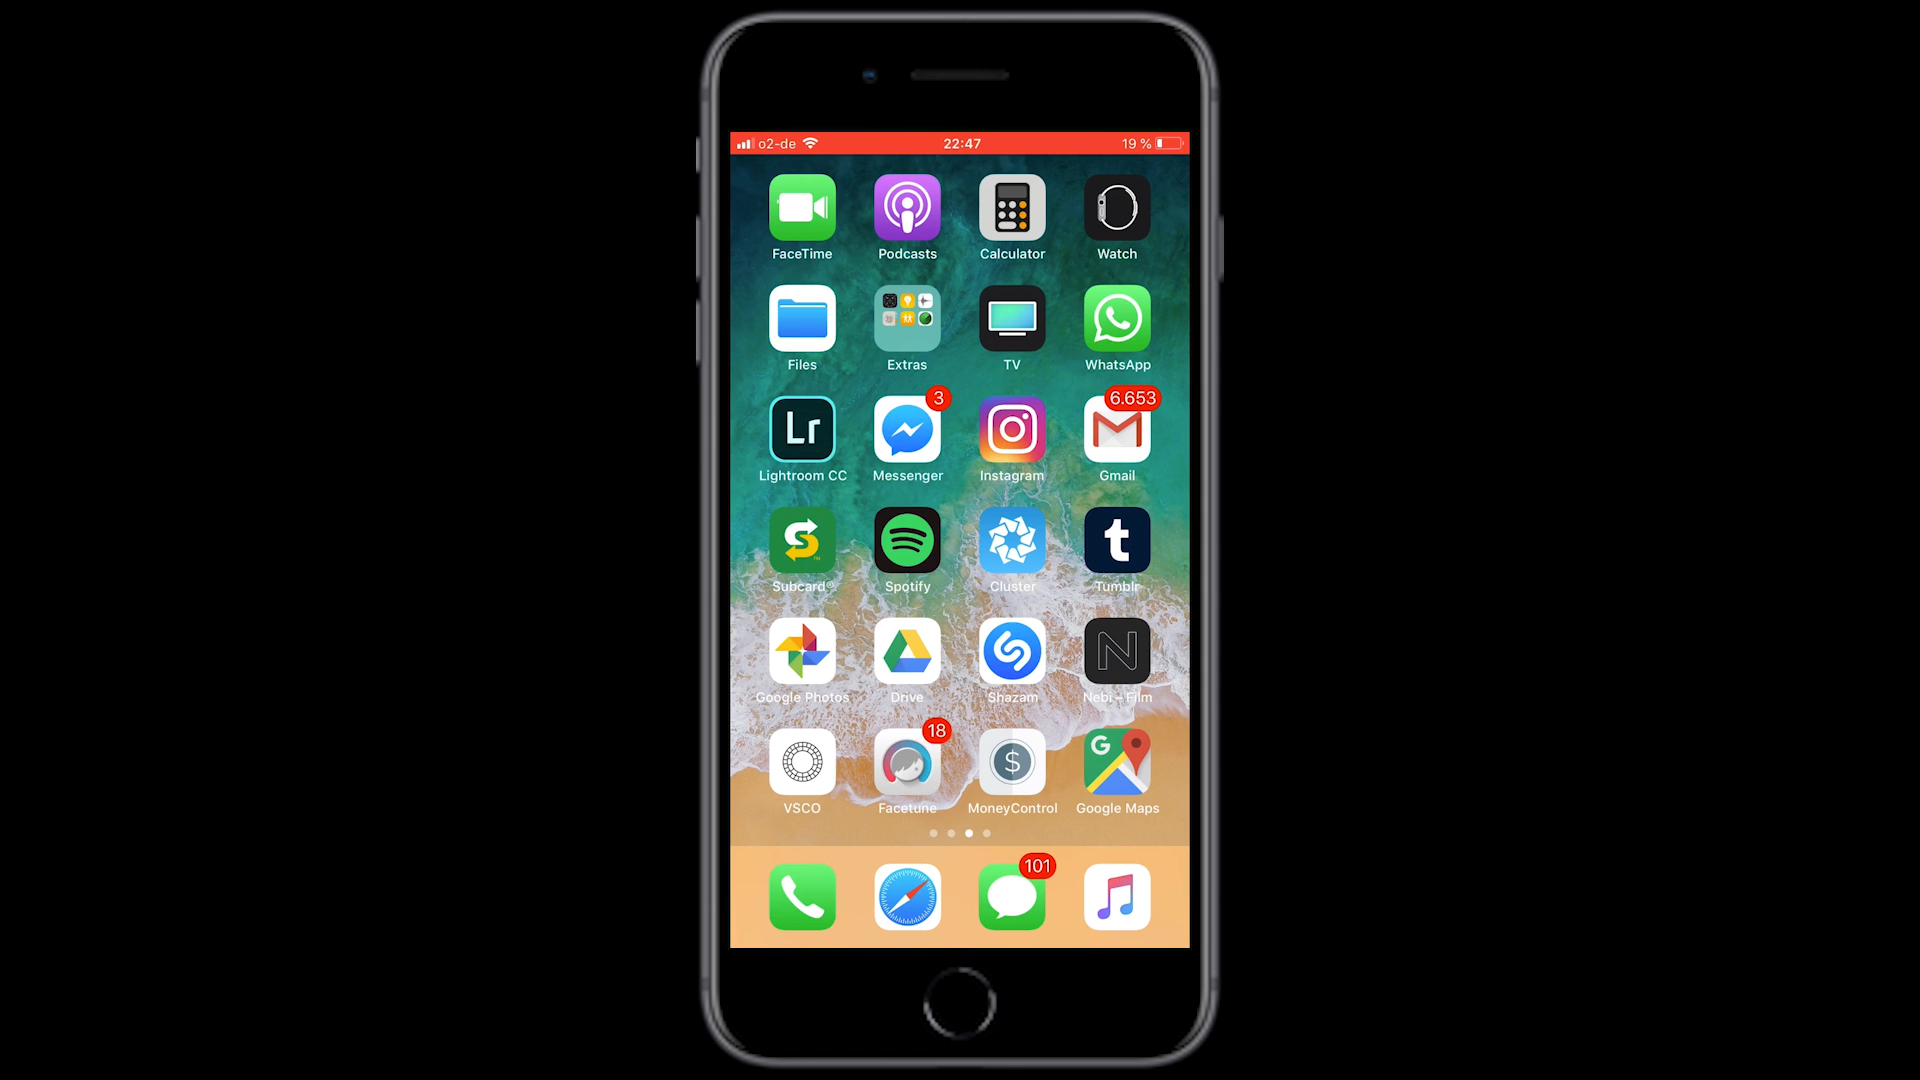 o2-de 22:47 19 %
FaceTime Podcasts Calculator Watch
Files Extras TV WhatsApp
3 6.653
Lr
Lightroom CC Messenger Instagram Gmail
Subcard® Spotify Cluster Tumblr
Google Photos Drive Shazam Nebi – Film
18
VSCO Facetune MoneyControl Google Maps
101